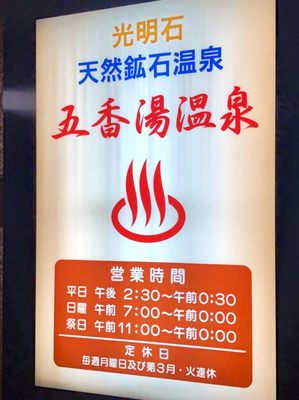 光明石
天然鉱石温泉
五香湯温泉
営業時間
平日 午後 2:30〜午前0:30
日曜 午前 7:00〜午前0:00
祭日 午前11:00〜午前0:00
定休日
毎週月曜日及び第3月・火連休